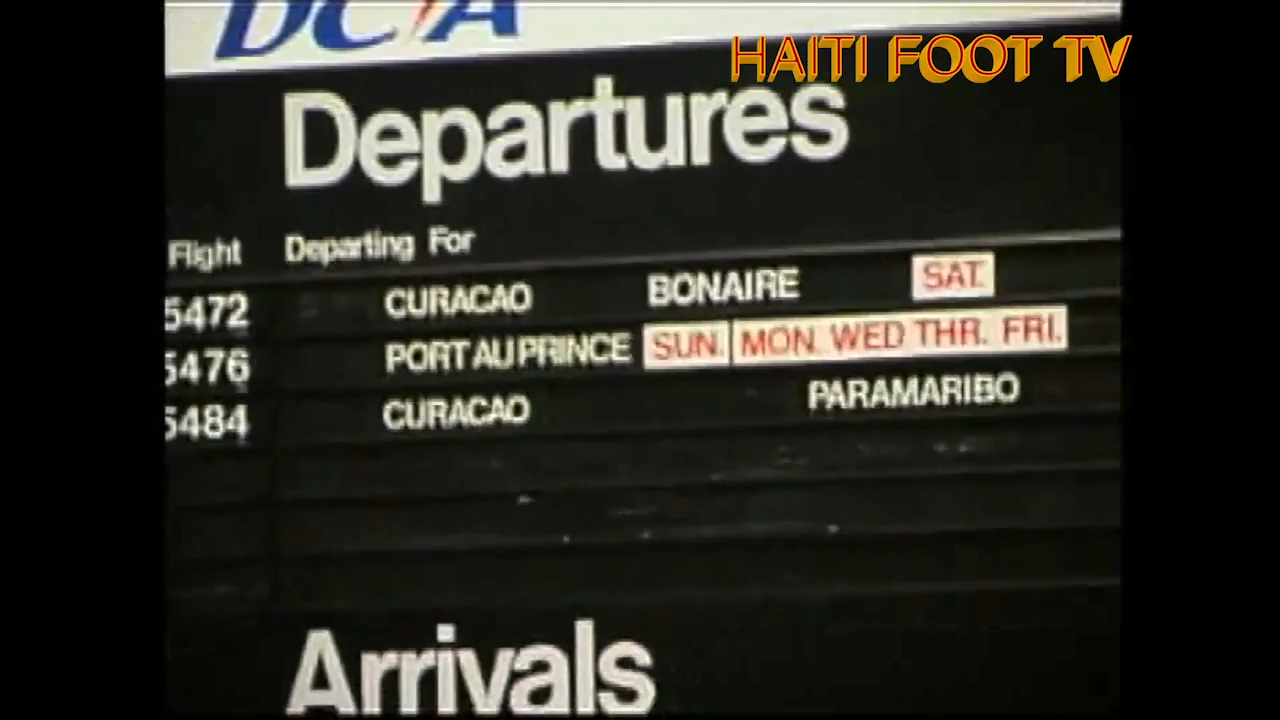 DCA
HAITI FOOT TV
Departures
Flight Departing For
5472 CURACAO BONAIRE SAT.
5476 PORT AU PRINCE SUN. MON. WED THR. FRI.
5484 CURACAO PARAMARIBO
Arrivals